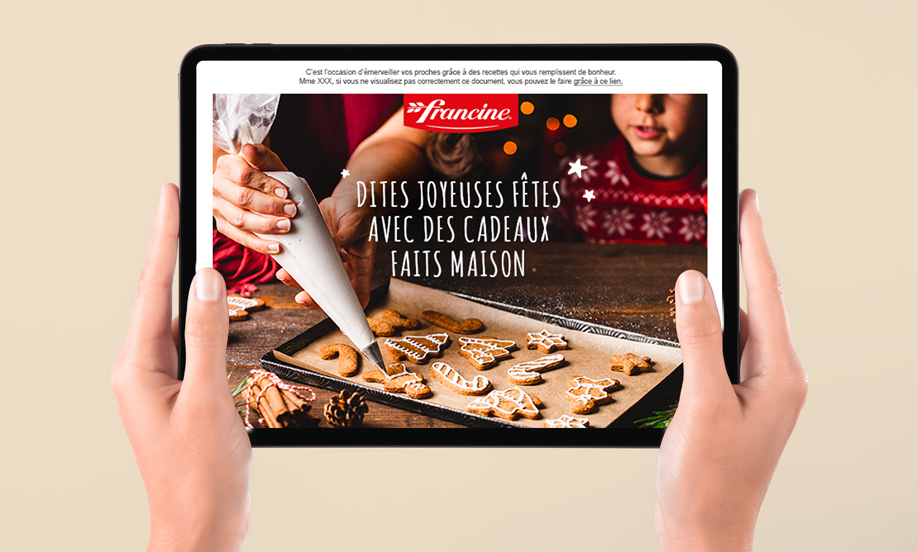 C'est l'occasion d'émerveiller vos proches grâce à des recettes qui vous remplissent de bonheur.
Mme XXX, si vous ne visualisez pas correctement ce document, vous pouvez le faire grâce à ce lien.
francine.
DITES JOYEUSES FÊTES
AVEC DES CADEAUX
FAITS MAISON